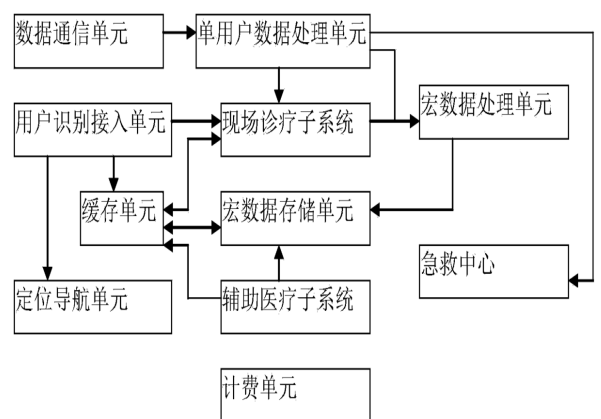 数据通信单元
单用户数据处理单元
用户识别接入单元
现场诊疗子系统
宏数据处理单元
缓存单元
宏数据存储单元
急救中心
定位导航单元
辅助医疗子系统
计费单元